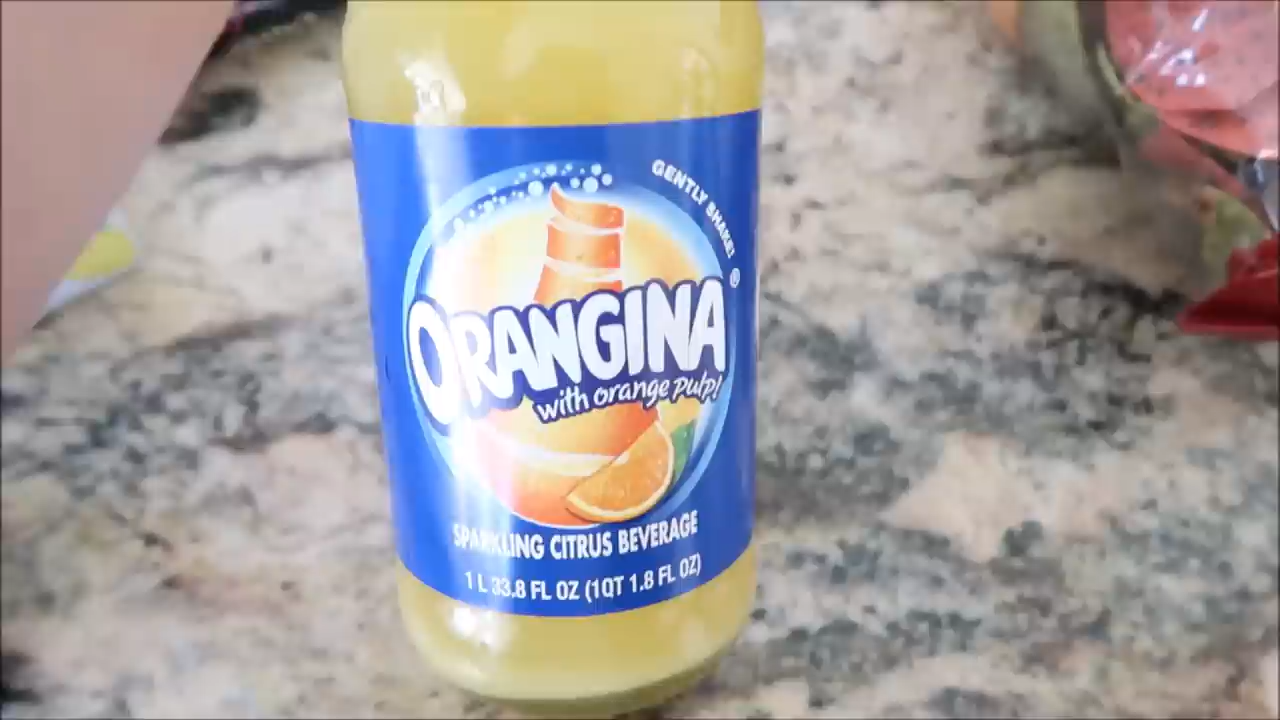 GENTLY SHAKE!
ORANGINA®
with orange pulp!
SPARKLING CITRUS BEVERAGE
1 L 33.8 FL OZ (1QT 1.8 FL OZ)